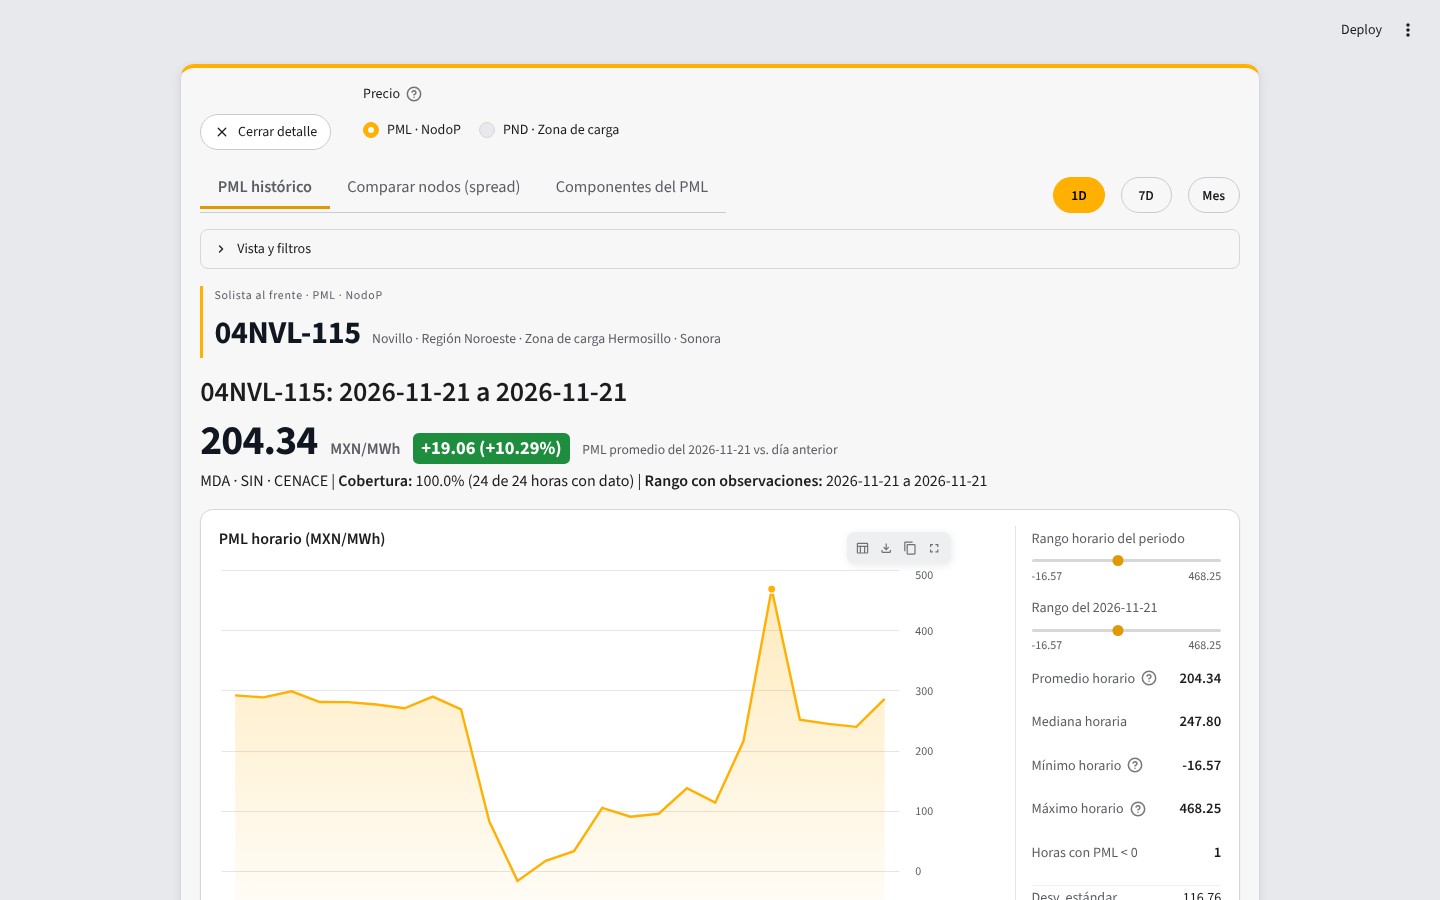 Deploy
Precio
Cerrar detalle
PML · NodoP
PND · Zona de carga
PML histórico
Comparar nodos (spread)
Componentes del PML
1D
7D
Mes
Vista y filtros
Solista al frente · PML · NodoP
04NVL-115 Novillo · Región Noroeste · Zona de carga Hermosillo · Sonora
04NVL-115: 2026-11-21 a 2026-11-21
204.34 MXN/MWh +19.06 (+10.29%) PML promedio del 2026-11-21 vs. día anterior
MDA · SIN · CENACE | Cobertura: 100.0% (24 de 24 horas con dato) | Rango con observaciones: 2026-11-21 a 2026-11-21
PML horario (MXN/MWh)
500
400
300
200
100
0
Rango horario del periodo
-16.57 468.25
Rango del 2026-11-21
-16.57 468.25
Promedio horario 204.34
Mediana horaria 247.80
Mínimo horario -16.57
Máximo horario 468.25
Horas con PML < 0 1
Desv. estándar 116.76